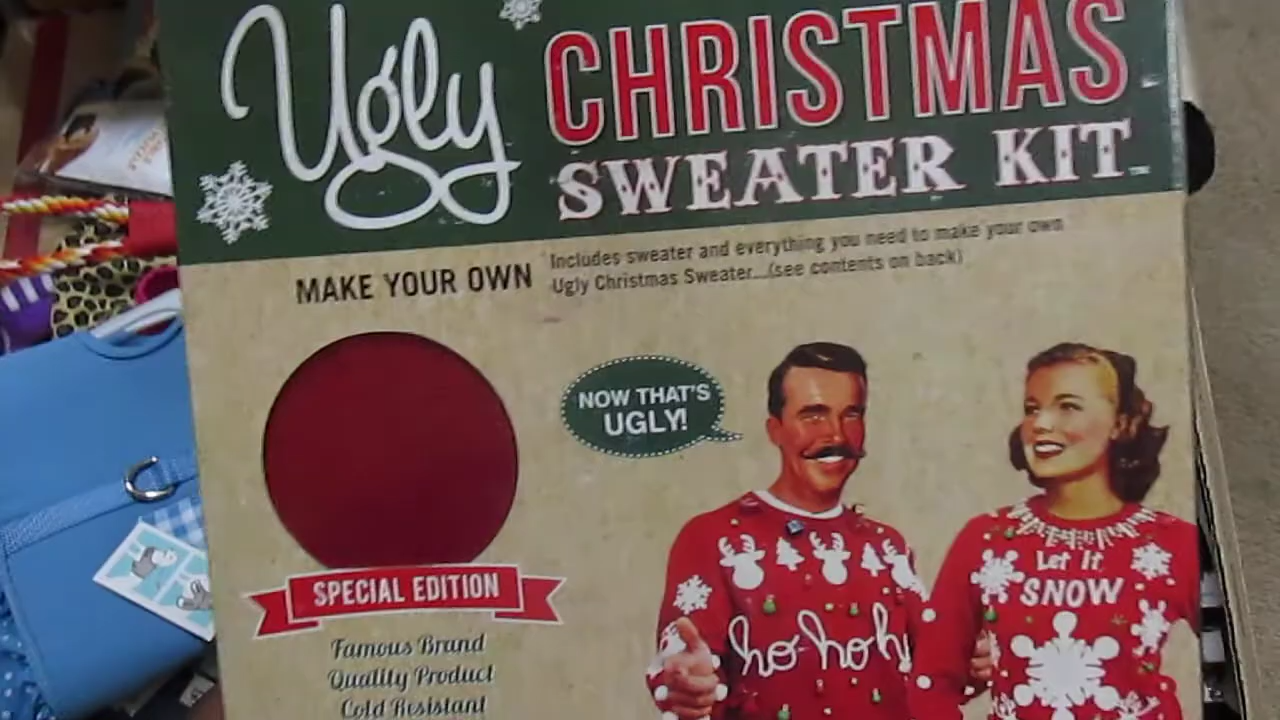 Ugly CHRISTMAS
SWEATER KIT™
MAKE YOUR OWN
Includes sweater and everything you need to make your own
Ugly Christmas Sweater...(see contents on back)
NOW THAT'S
UGLY!
SPECIAL EDITION
Famous Brand
Quality Product
Cold Resistant
ho ho h
Let It
SNOW